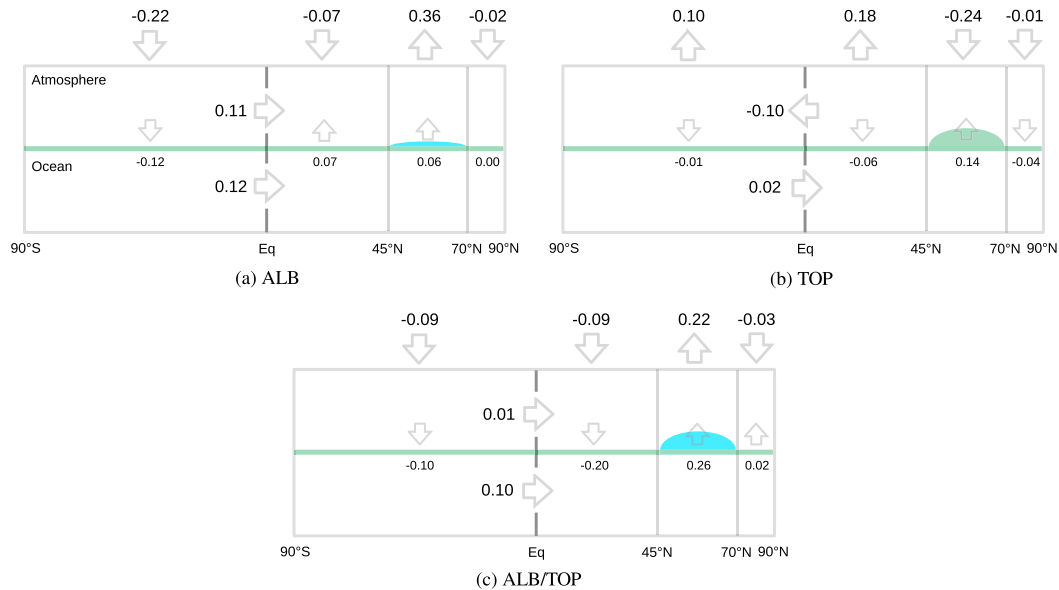 -0.22 -0.07 0.36 -0.02
Atmosphere
0.11
-0.12 0.07 0.06 0.00
Ocean
0.12
90°S Eq 45°N 70°N 90°N
(a) ALB
0.10 0.18 -0.24 -0.01
-0.10
-0.01 -0.06 0.14 -0.04
0.02
90°S Eq 45°N 70°N 90°N
(b) TOP
-0.09 -0.09 0.22 -0.03
0.01
-0.10 -0.20 0.26 0.02
0.10
90°S Eq 45°N 70°N 90°N
(c) ALB/TOP